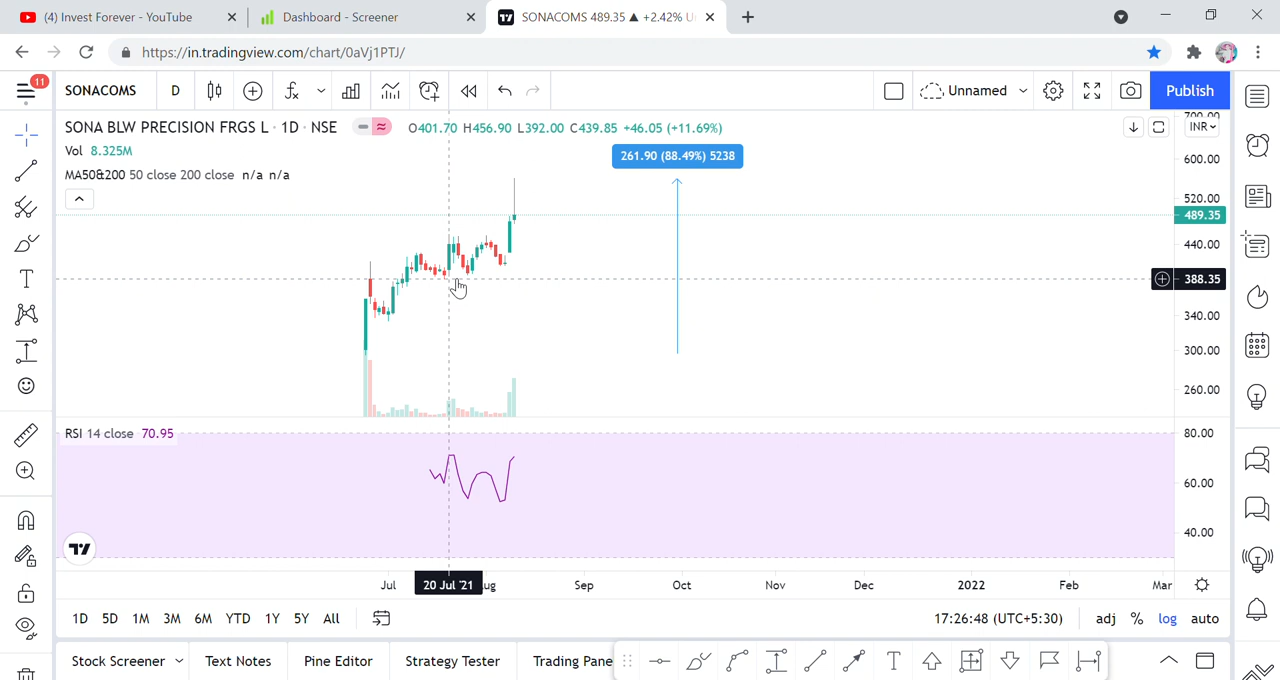 (4) Invest Forever - YouTube
Dashboard - Screener
SONACOMS 489.35 ▲ +2.42% U
https://in.tradingview.com/chart/0aVj1PTJ/
11
SONACOMS
D
Unnamed
Publish
SONA BLW PRECISION FRGS L · 1D · NSE
O401.70 H456.90 L392.00 C439.85 +46.05 (+11.69%)
INR
Vol 8.325M
MA50&200 50 close 200 close n/a n/a
261.90 (88.49%) 5238
700.00
600.00
520.00
489.35
440.00
388.35
340.00
300.00
260.00
RSI 14 close 70.95
80.00
60.00
40.00
Jul
20 Jul '21
ug
Sep
Oct
Nov
Dec
2022
Feb
Mar
1D 5D 1M 3M 6M YTD 1Y 5Y All
17:26:48 (UTC+5:30)
adj % log auto
Stock Screener
Text Notes
Pine Editor
Strategy Tester
Trading Pane
T